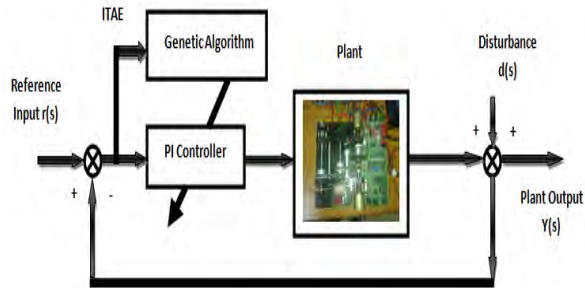 ITAE
Genetic Algorithm
Plant
Disturbance
d(s)
Reference
Input r(s)
PI Controller
+ +
+ -
Plant Output
Y(s)